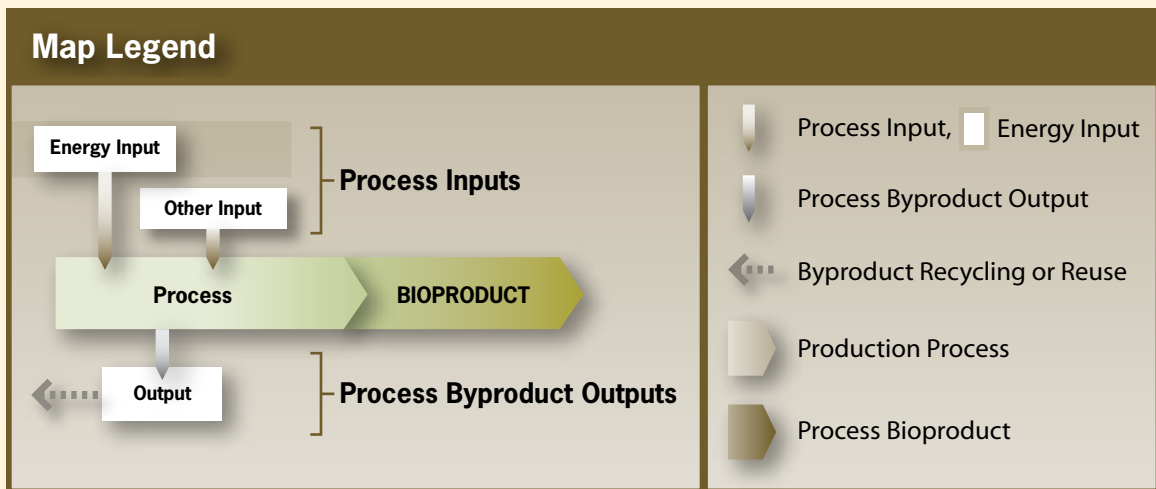 Map Legend
Energy Input
Other Input
Process Inputs
Process
BIOPRODUCT
Output
Process Byproduct Outputs
Process Input, Energy Input
Process Byproduct Output
Byproduct Recycling or Reuse
Production Process
Process Bioproduct